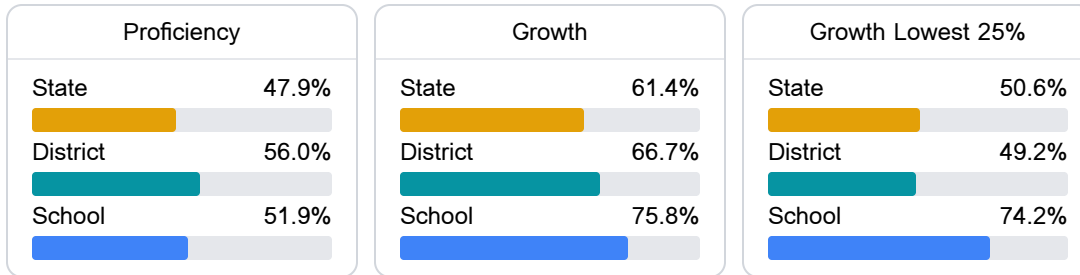 Proficiency
State 47.9%
District 56.0%
School 51.9%
Growth
State 61.4%
District 66.7%
School 75.8%
Growth Lowest 25%
State 50.6%
District 49.2%
School 74.2%